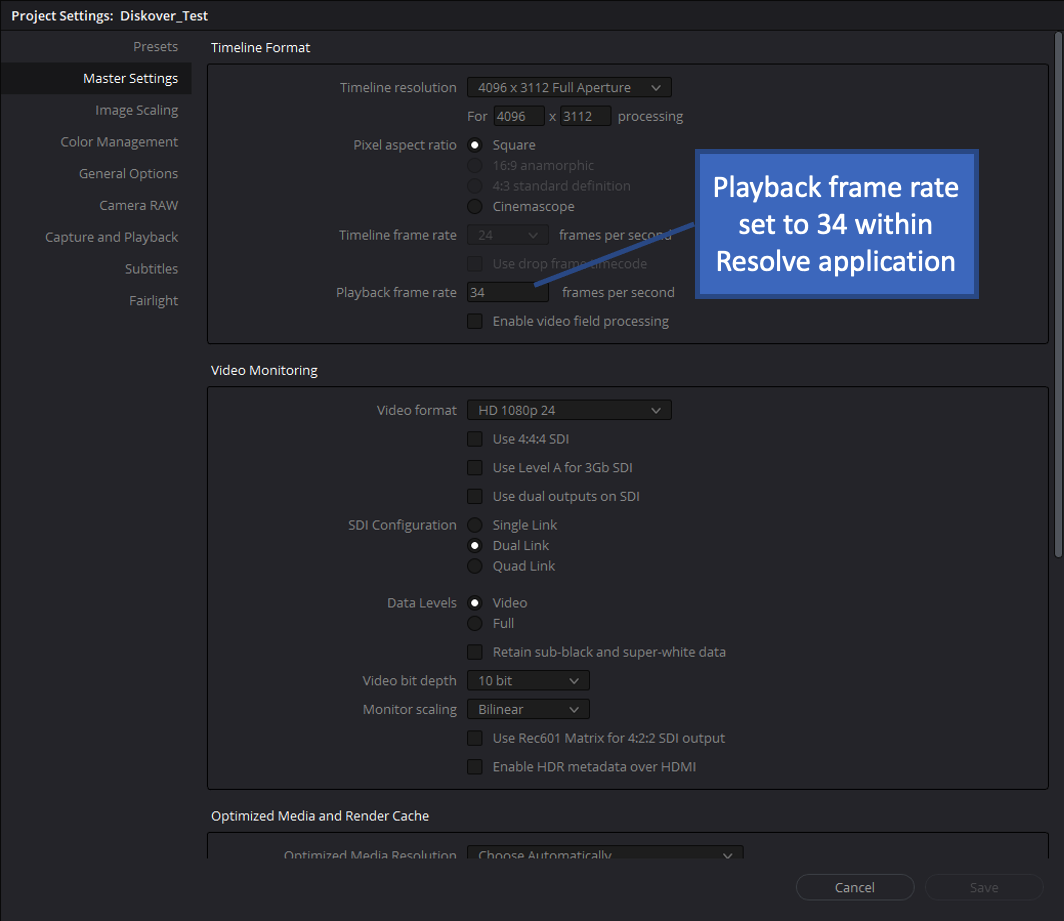 Project Settings: Diskover_Test
Presets
Master Settings
Image Scaling
Color Management
General Options
Camera RAW
Capture and Playback
Subtitles
Fairlight
Timeline Format
Timeline resolution 4096 x 3112 Full Aperture
For 4096 x 3112 processing
Pixel aspect ratio Square
16:9 anamorphic
4:3 standard definition
Cinemascope
Timeline frame rate 24 frames per second
Use drop frame timecode
Playback frame rate 34 frames per second
Enable video field processing
Playback frame rate
set to 34 within
Resolve application
Video Monitoring
Video format HD 1080p 24
Use 4:4:4 SDI
Use Level A for 3Gb SDI
Use dual outputs on SDI
SDI Configuration Single Link
Dual Link
Quad Link
Data Levels Video
Full
Retain sub-black and super-white data
Video bit depth 10 bit
Monitor scaling Bilinear
Use Rec601 Matrix for 4:2:2 SDI output
Enable HDR metadata over HDMI
Optimized Media and Render Cache
Optimized Media Resolution Choose Automatically
Cancel Save